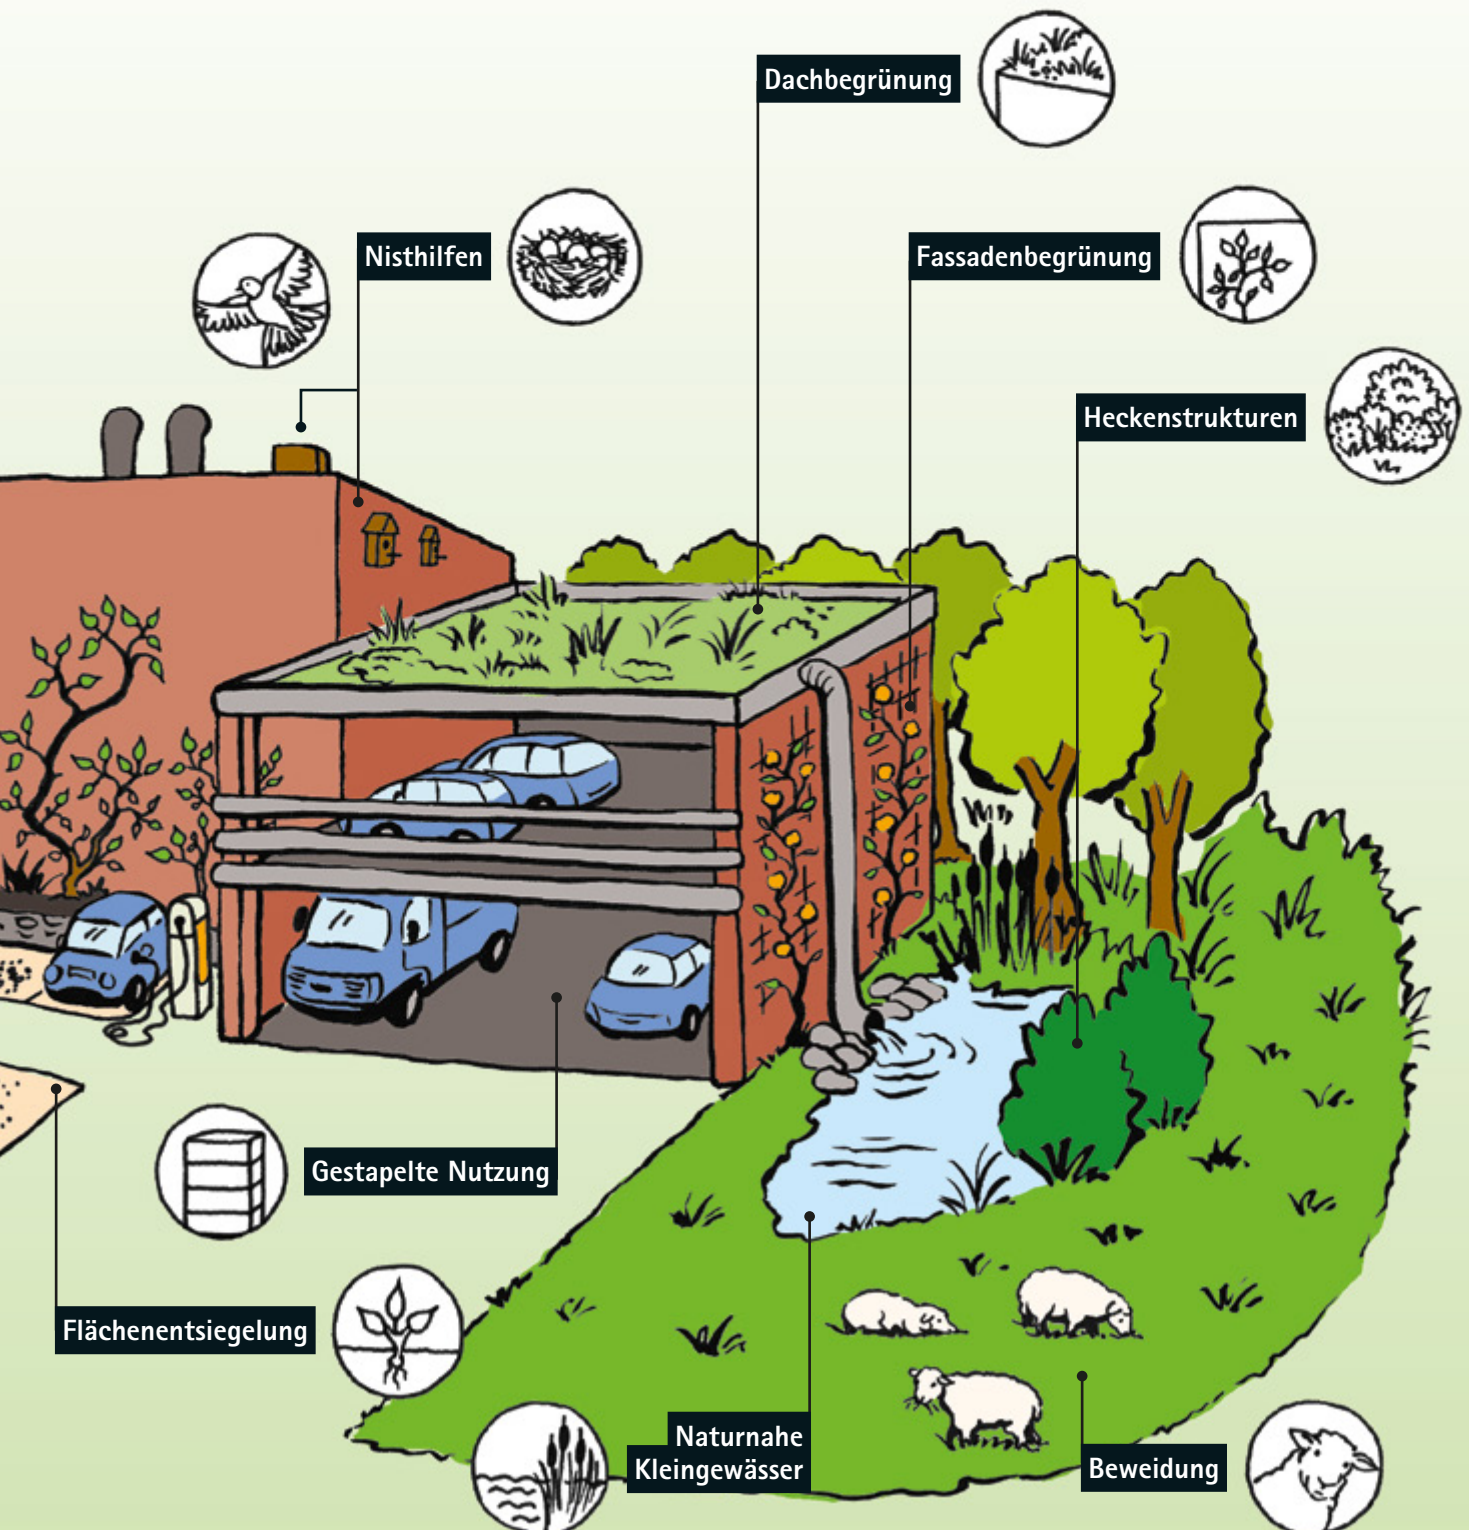 Dachbegrünung
Nisthilfen
Fassadenbegrünung
Heckenstrukturen
Gestapelte Nutzung
Flächenentsiegelung
Naturnahe
Kleingewässer
Beweidung